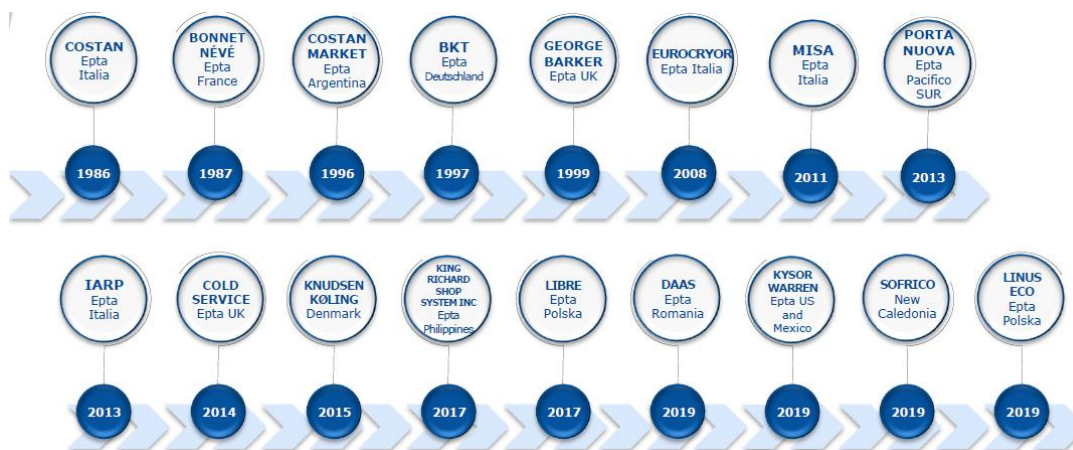 COSTAN
Epta
Italia
BONNET
NÉVÉ
Epta
France
COSTAN
MARKET
Epta
Argentina
BKT
Epta
Deutschland
GEORGE
BARKER
Epta UK
EUROCRYOR
Epta Italia
MISA
Epta
Italia
PORTA
NUOVA
Epta
Pacifico
SUR
1986
1987
1996
1997
1999
2008
2011
2013
IARP
Epta
Italia
COLD
SERVICE
Epta UK
KNUDSEN
KØLING
Denmark
KING
RICHARD
SHOP
SYSTEM INC
Epta
Philippines
LIBRE
Epta
Polska
DAAS
Epta
Romania
KYSOR
WARREN
Epta US
and
Mexico
SOFRICO
New
Caledonia
LINUS
ECO
Epta
Polska
2013
2014
2015
2017
2017
2019
2019
2019
2019